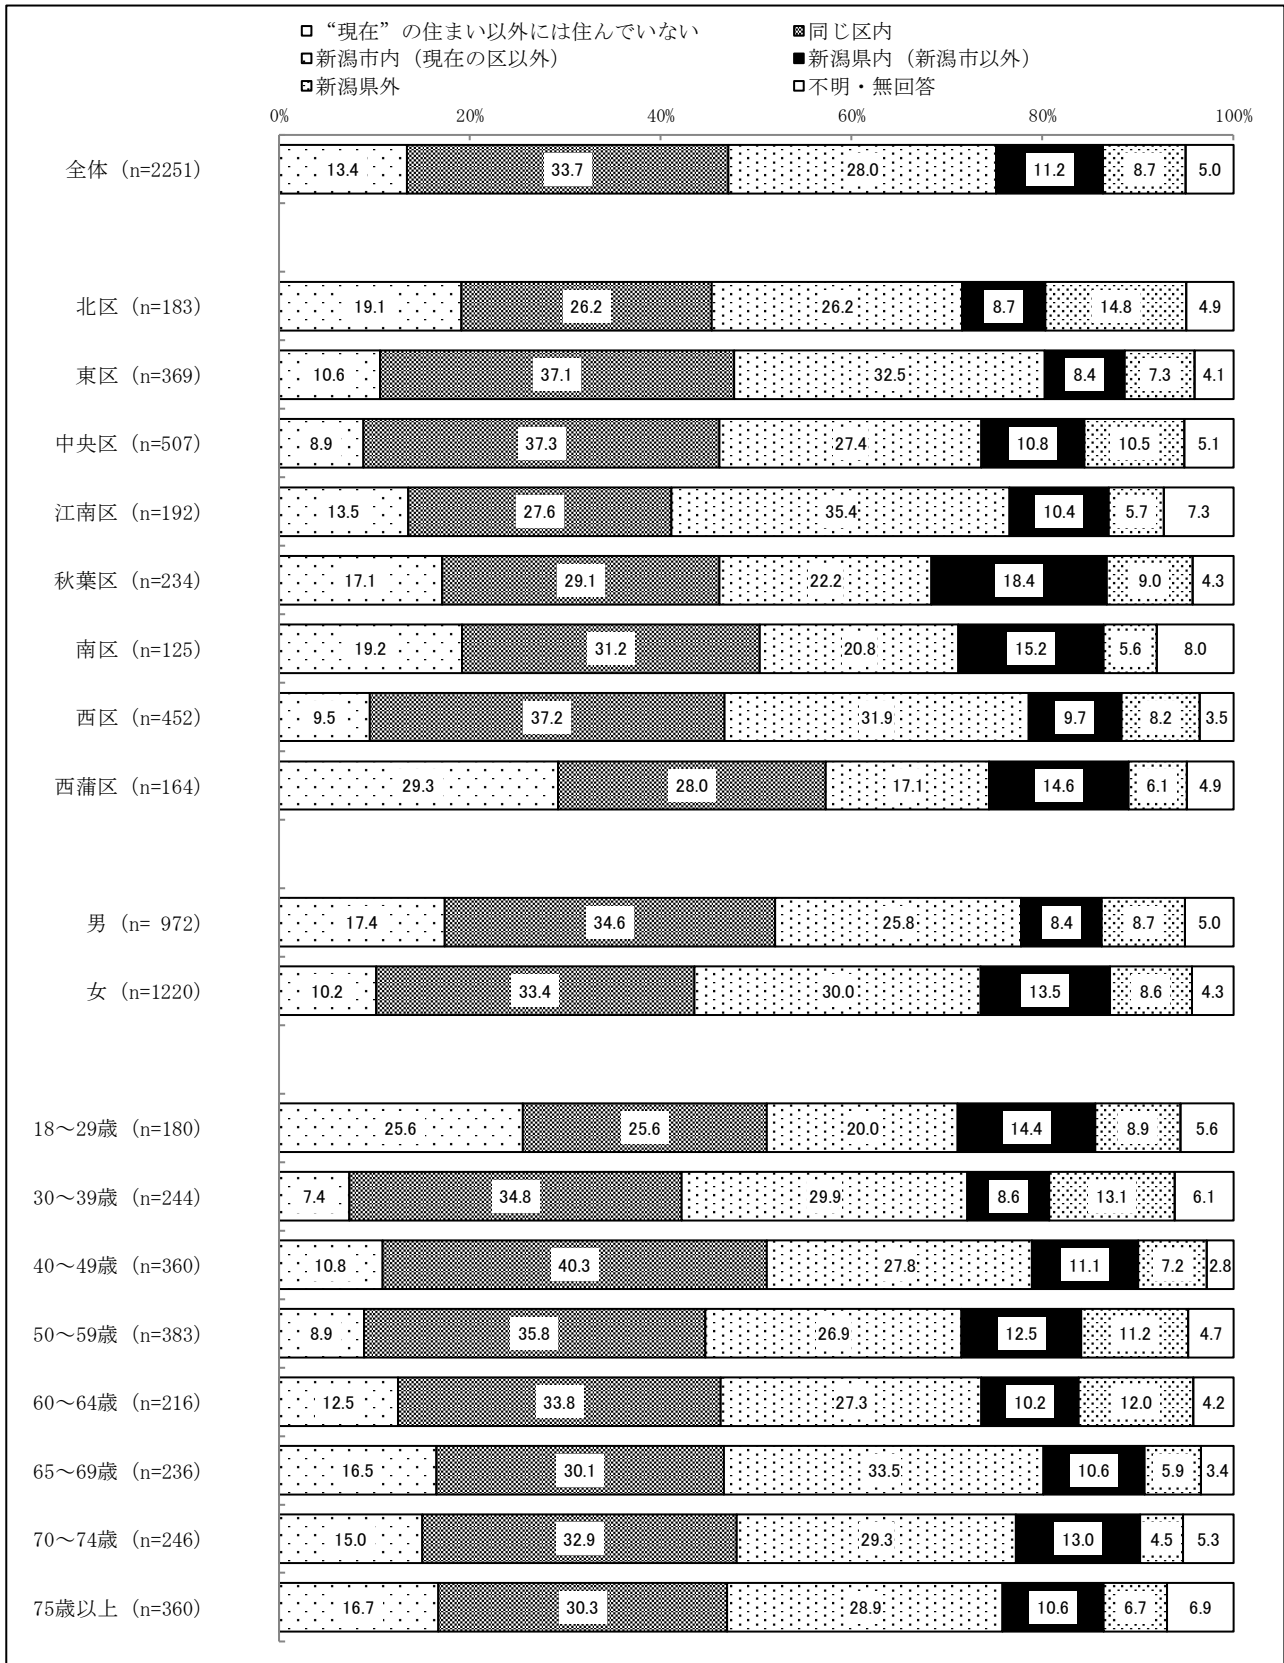 “現在”の住まい以外には住んでいない 同じ区内
新潟市内（現在の区以外） 新潟県内（新潟市以外）
新潟県外 不明・無回答
0% 20% 40% 60% 80% 100%
全体（n=2251） 13.4 33.7 28.0 11.2 8.7 5.0
北区（n=183） 19.1 26.2 26.2 8.7 14.8 4.9
東区（n=369） 10.6 37.1 32.5 8.4 7.3 4.1
中央区（n=507） 8.9 37.3 27.4 10.8 10.5 5.1
江南区（n=192） 13.5 27.6 35.4 10.4 5.7 7.3
秋葉区（n=234） 17.1 29.1 22.2 18.4 9.0 4.3
南区（n=125） 19.2 31.2 20.8 15.2 5.6 8.0
西区（n=452） 9.5 37.2 31.9 9.7 8.2 3.5
西蒲区（n=164） 29.3 28.0 17.1 14.6 6.1 4.9
男（n= 972） 17.4 34.6 25.8 8.4 8.7 5.0
女（n=1220） 10.2 33.4 30.0 13.5 8.6 4.3
18～29歳（n=180） 25.6 25.6 20.0 14.4 8.9 5.6
30～39歳（n=244） 7.4 34.8 29.9 8.6 13.1 6.1
40～49歳（n=360） 10.8 40.3 27.8 11.1 7.2 2.8
50～59歳（n=383） 8.9 35.8 26.9 12.5 11.2 4.7
60～64歳（n=216） 12.5 33.8 27.3 10.2 12.0 4.2
65～69歳（n=236） 16.5 30.1 33.5 10.6 5.9 3.4
70～74歳（n=246） 15.0 32.9 29.3 13.0 4.5 5.3
75歳以上（n=360） 16.7 30.3 28.9 10.6 6.7 6.9